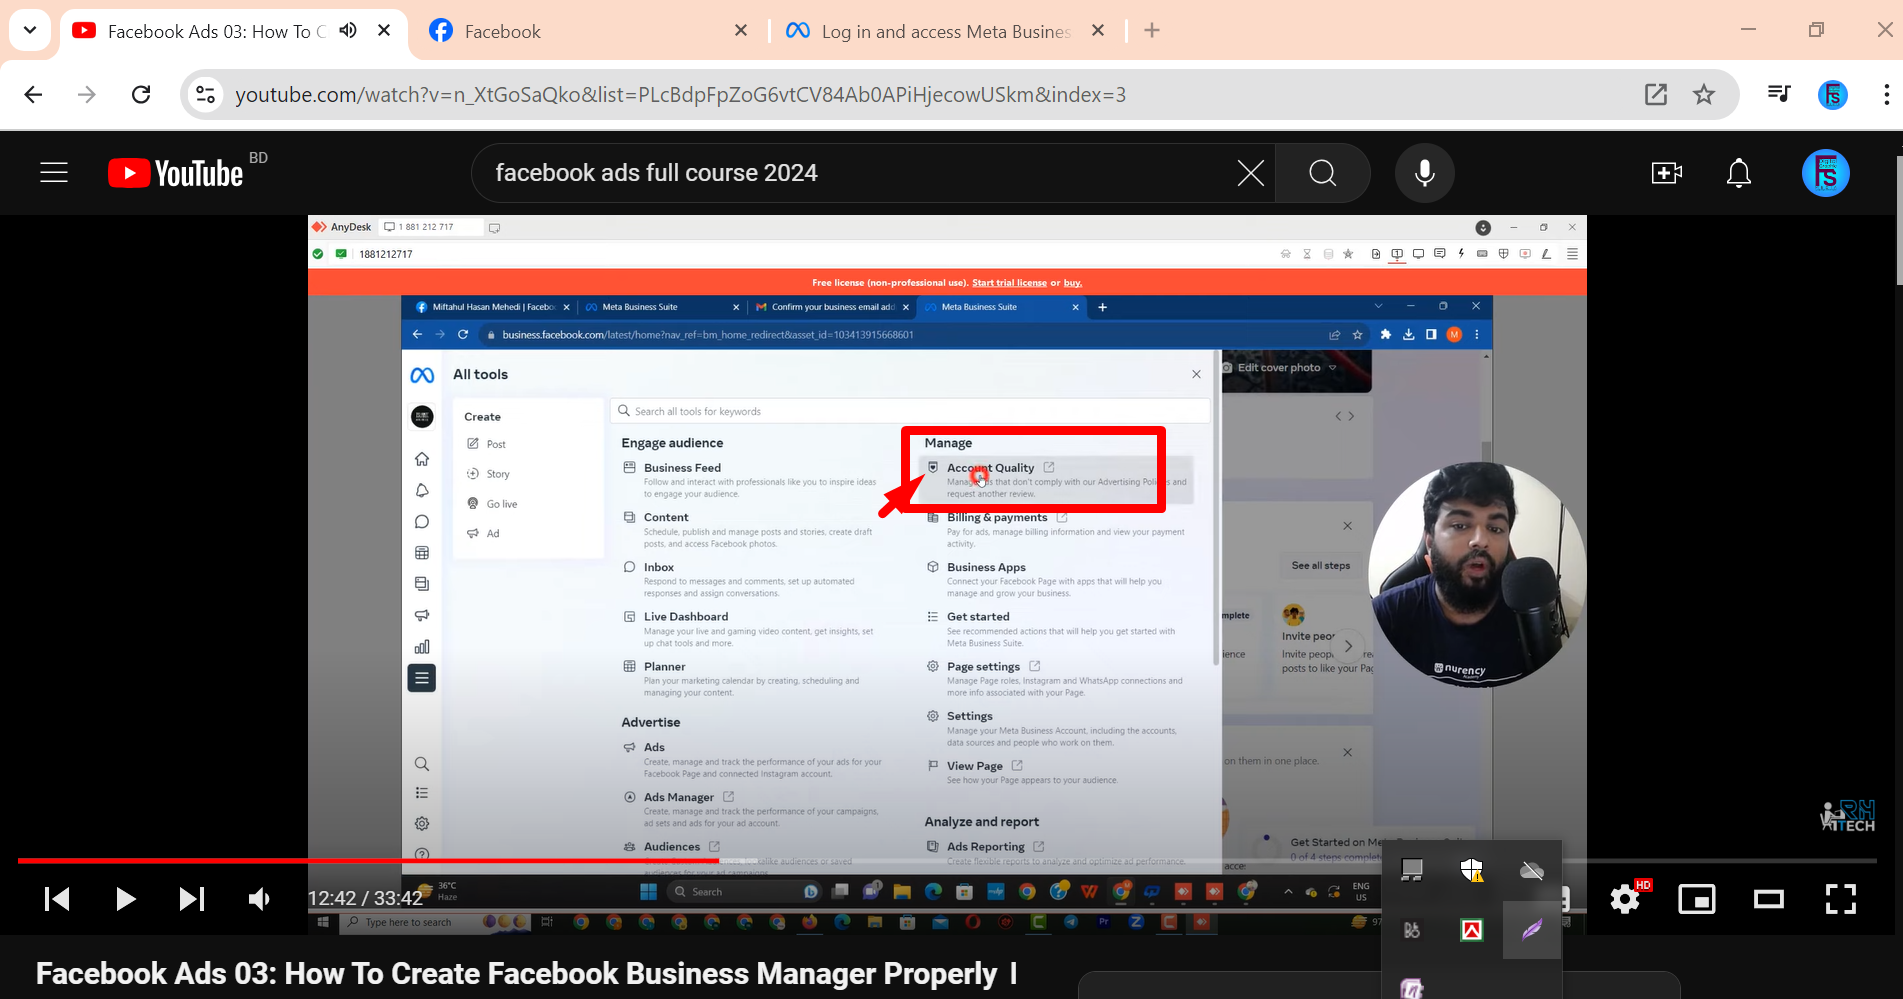 Facebook Ads 03: How To C
Facebook
Log in and access Meta Busines
youtube.com/watch?v=n_XtGoSaQko&list=PLcBdpFpZoG6vtCV84Ab0APiHjecowUSkm&index=3
YouTube BD
facebook ads full course 2024
AnyDesk
1 881 212 717
1881212717
Free license (non-professional use). Start trial license or buy.
Miftahul Hasan Mehedi | Facebo
Meta Business Suite
Confirm your business email add
Meta Business Suite
business.facebook.com/latest/home?nav_ref=bm_home_redirect&asset_id=103413915668601
All tools
Edit cover photo
Search all tools for keywords
Create
Post
Story
Go live
Ad
Engage audience
Business Feed
Follow and interact with professionals like you to inspire ideas
to engage your audience.
Content
Schedule, publish and manage posts and stories, create draft
posts, and access Facebook photos.
Inbox
Respond to messages and comments, set up automated
responses and assign conversations.
Live Dashboard
Manage your live and gaming video content, get insights, set
up chat tools and more.
Planner
Plan your marketing calendar by creating, scheduling and
managing your content.
Advertise
Ads
Create, manage and track the performance of your ads for your
Facebook Page and connected Instagram account.
Ads Manager
Create, manage and track the performance of your campaigns,
ad sets and ads for your ad account.
Audiences
Manage
Account Quality
that don't comply with our Advertising and
request another review.
Billing & payments
Pay for ads, manage billing information and view your payment
activity.
Business Apps
Connect your Facebook Page with apps that will help you
manage and grow your business.
Get started
See recommended actions that will help you get started with
Meta Business Suite.
Page settings
Manage Page roles, Instagram and WhatsApp connections and
more info associated with your Page.
Settings
Manage your Meta Business Account, including the accounts,
data sources and people who work on them.
View Page
See how your Page appears to your audience.
Analyze and report
Ads Reporting
Create flexible reports to analyze and optimize ad performance.
See all steps
mplete
Invite peop
ience
Invite people
posts to like your Pag
on them in one place.
Get Started on Me
0 of 4 steps complete
acces
nurency
RH
TECH
36°C
Haze
Search
ENG
US
12:42 / 33:42
HD
Type here to search
97
Facebook Ads 03: How To Create Facebook Business Manager Properly |